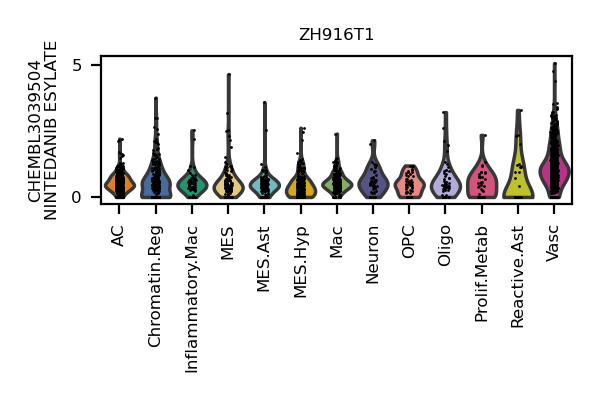 ZH916T1
CHEMBL3039504
NINTEDANIB ESYLATE
5
0
AC
Chromatin.Reg
Inflammatory.Mac
MES
MES.Ast
MES.Hyp
Mac
Neuron
OPC
Oligo
Prolif.Metab
Reactive.Ast
Vasc